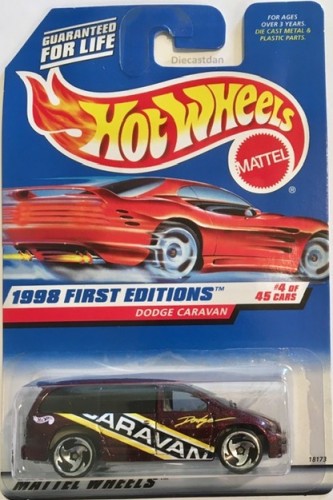 GUARANTEED
FOR LIFE
Diecastdan
FOR AGES
OVER 3 YEARS.
DIE CAST METAL &
PLASTIC PARTS.
Hot Wheels
MATTEL
®
1998 FIRST EDITIONS™
#4 OF
45 CARS
DODGE CARAVAN
CARAVAN
Dodge
18173
MATTEL WHEELS